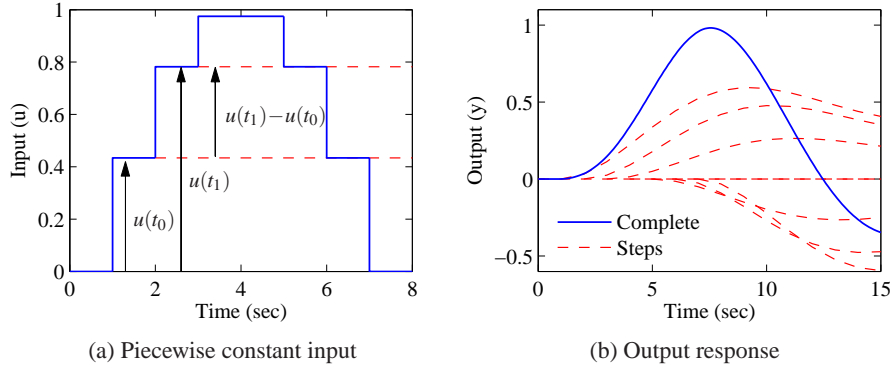 1
0.8
0.6
0.4
0.2
0
Input (u)
u(t₁)−u(t₀)
u(t₁)
u(t₀)
0 2 4 6 8
Time (sec)
(a) Piecewise constant input
1
0.5
0
−0.5
Output (y)
Complete
Steps
0 5 10 15
Time (sec)
(b) Output response